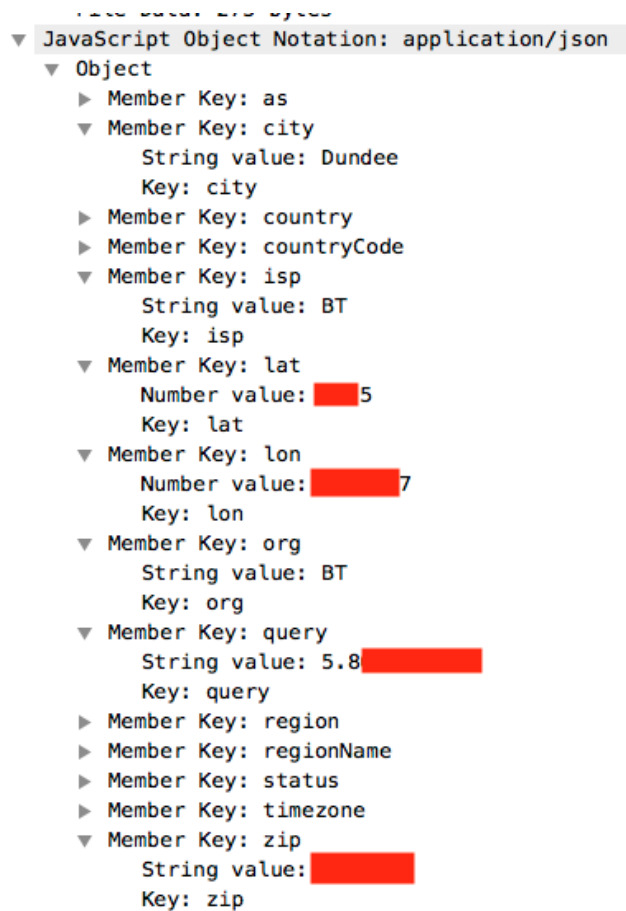 File Data: 275 bytes
JavaScript Object Notation: application/json
Object
Member Key: as
Member Key: city
String value: Dundee
Key: city
Member Key: country
Member Key: countryCode
Member Key: isp
String value: BT
Key: isp
Member Key: lat
Number value: 5
Key: lat
Member Key: lon
Number value: 7
Key: lon
Member Key: org
String value: BT
Key: org
Member Key: query
String value: 5.8
Key: query
Member Key: region
Member Key: regionName
Member Key: status
Member Key: timezone
Member Key: zip
String value:
Key: zip